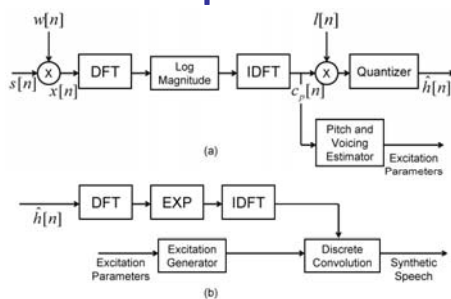 w[n]
l[n]
s[n]
X
x[n]
DFT
Log
Magnitude
IDFT
c_p[n]
X
Quantizer
ĥ[n]
Pitch and
Voicing
Estimator
Excitation
Parameters
(a)
ĥ[n]
DFT
EXP
IDFT
Excitation
Parameters
Excitation
Generator
Discrete
Convolution
Synthetic
Speech
(b)